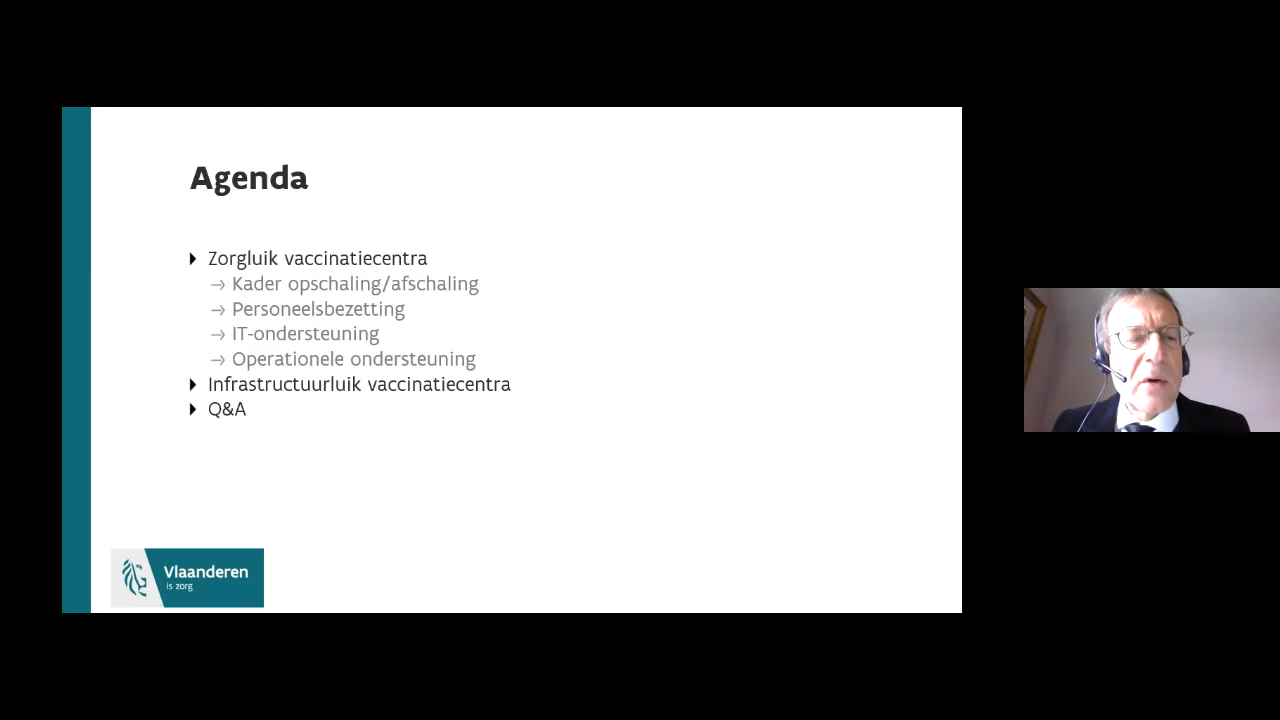 Agenda
Zorgluik vaccinatiecentra
→ Kader opschaling/afschaling
→ Personeelsbezetting
→ IT-ondersteuning
→ Operationele ondersteuning
Infrastructuurluik vaccinatiecentra
Q&A
Vlaanderen
is zorg